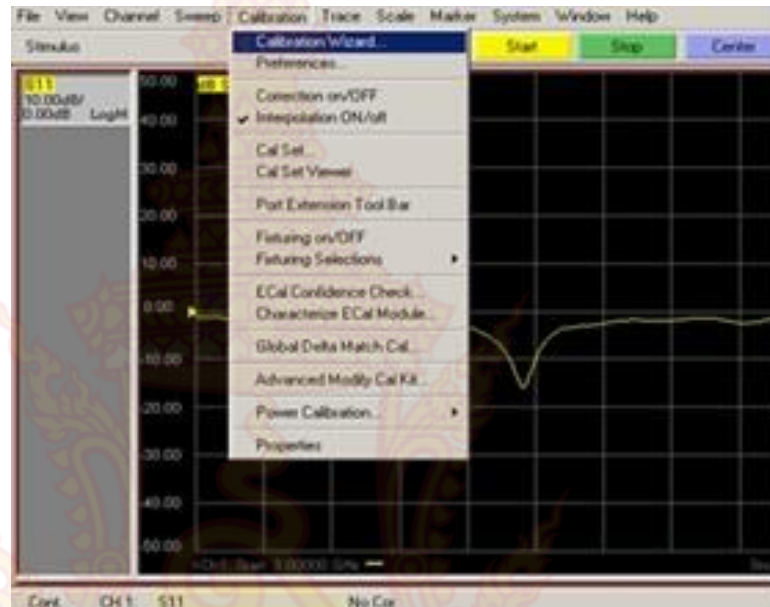 File View Channel Sweep Calibration Trace Scale Marker System Window Help
Stimulus Start Stop Center
Calibration Wizard...
Preferences...
Correction on/OFF
Interpolation ON/off
Cal Set...
Cal Set Viewer
Port Extension Tool Bar
Fixturing on/OFF
Fixturing Selections
ECal Confidence Check...
Characterize ECal Module...
Global Delta Match Cal...
Advanced Modify Cal Kit...
Power Calibration...
Properties
S11
10.00dB/
0.00dB LogM
50.00
40.00
30.00
20.00
10.00
0.00
-10.00
-20.00
-30.00
-40.00
-50.00
Cont. CH 1 S11 No Cor